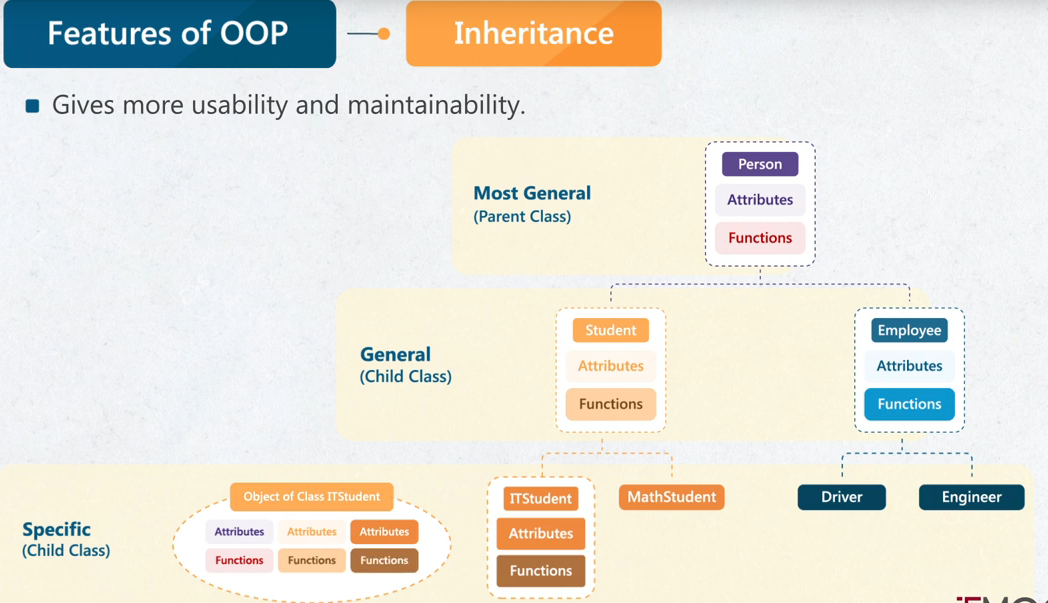 Features of OOP
Inheritance
Gives more usability and maintainability.
Most General
(Parent Class)
Person
Attributes
Functions
General
(Child Class)
Student
Attributes
Functions
Employee
Attributes
Functions
Specific
(Child Class)
Object of Class ITStudent
Attributes Attributes Attributes
Functions Functions Functions
ITStudent
Attributes
Functions
MathStudent
Driver
Engineer